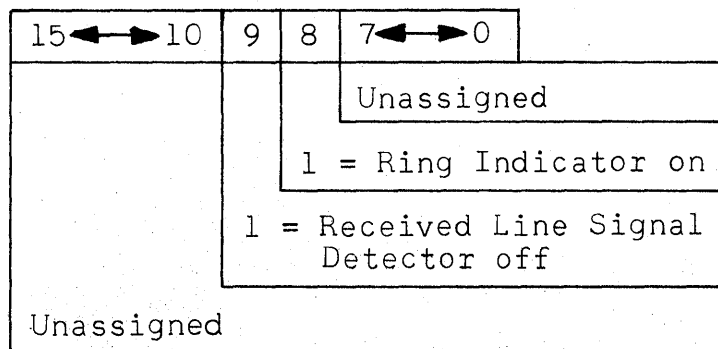 15◄►10 9 8 7◄►0
Unassigned
1 = Ring Indicator on
1 = Received Line Signal
Detector off
Unassigned